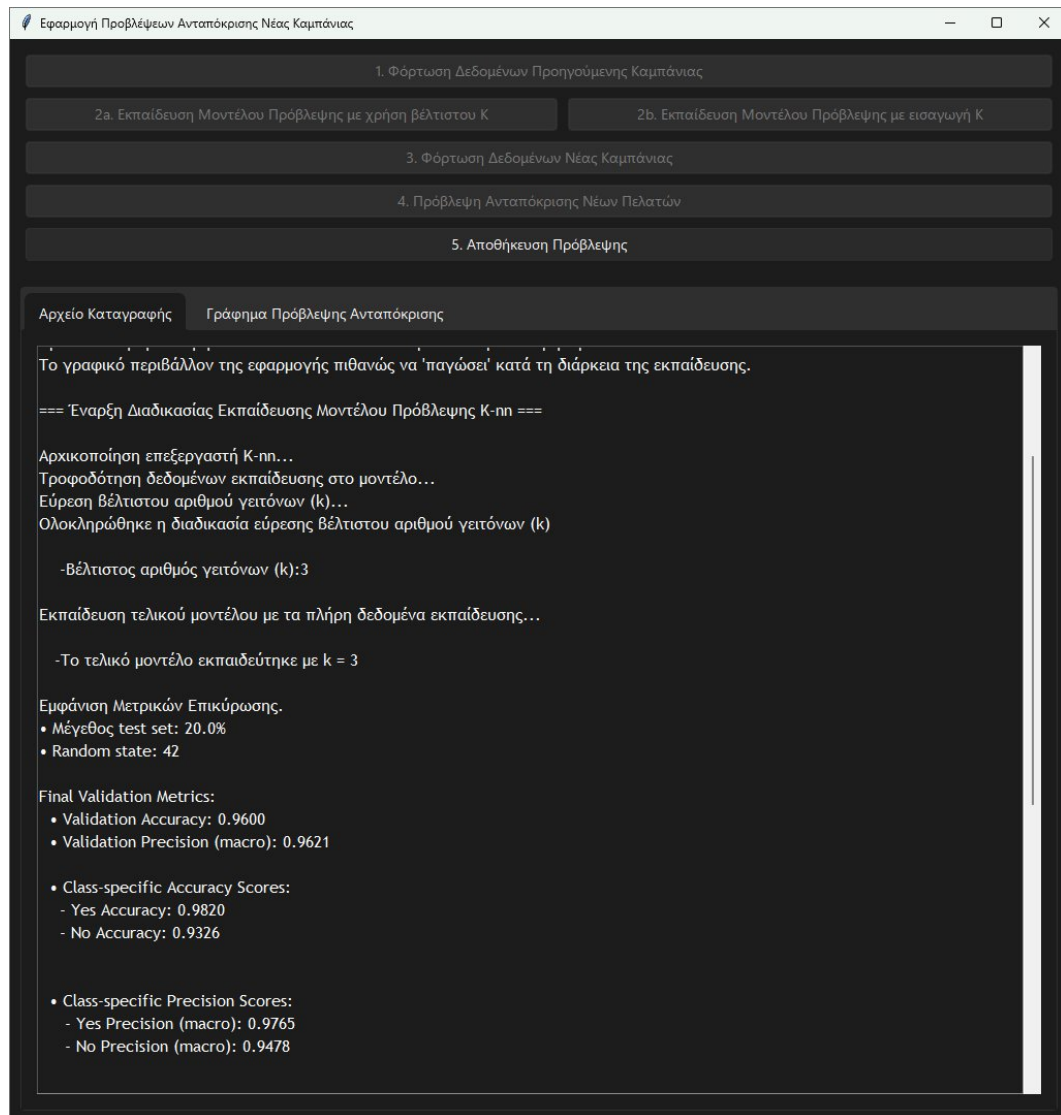 Εφαρμογή Προβλέψεων Ανταπόκρισης Νέας Καμπάνιας
1. Φόρτωση Δεδομένων Προηγούμενης Καμπάνιας
2a. Εκπαίδευση Μοντέλου Πρόβλεψης με χρήση βέλτιστου Κ
2b. Εκπαίδευση Μοντέλου Πρόβλεψης με εισαγωγή Κ
3. Φόρτωση Δεδομένων Νέας Καμπάνιας
4. Πρόβλεψη Ανταπόκρισης Νέων Πελατών
5. Αποθήκευση Πρόβλεψης
Αρχείο Καταγραφής
Γράφημα Πρόβλεψης Ανταπόκρισης
Το γραφικό περιβάλλον της εφαρμογής πιθανώς να 'παγώσει' κατά τη διάρκεια της εκπαίδευσης.
=== Έναρξη Διαδικασίας Εκπαίδευσης Μοντέλου Πρόβλεψης K-nn ===
Αρχικοποίηση επεξεργαστή K-nn...
Τροφοδότηση δεδομένων εκπαίδευσης στο μοντέλο...
Εύρεση βέλτιστου αριθμού γειτόνων (k)...
Ολοκληρώθηκε η διαδικασία εύρεσης βέλτιστου αριθμού γειτόνων (k)
-Βέλτιστος αριθμός γειτόνων (k):3
Εκπαίδευση τελικού μοντέλου με τα πλήρη δεδομένα εκπαίδευσης...
-Το τελικό μοντέλο εκπαιδεύτηκε με k = 3
Εμφάνιση Μετρικών Επικύρωσης.
• Μέγεθος test set: 20.0%
• Random state: 42
Final Validation Metrics:
• Validation Accuracy: 0.9600
• Validation Precision (macro): 0.9621
• Class-specific Accuracy Scores:
- Yes Accuracy: 0.9820
- No Accuracy: 0.9326
• Class-specific Precision Scores:
- Yes Precision (macro): 0.9765
- No Precision (macro): 0.9478